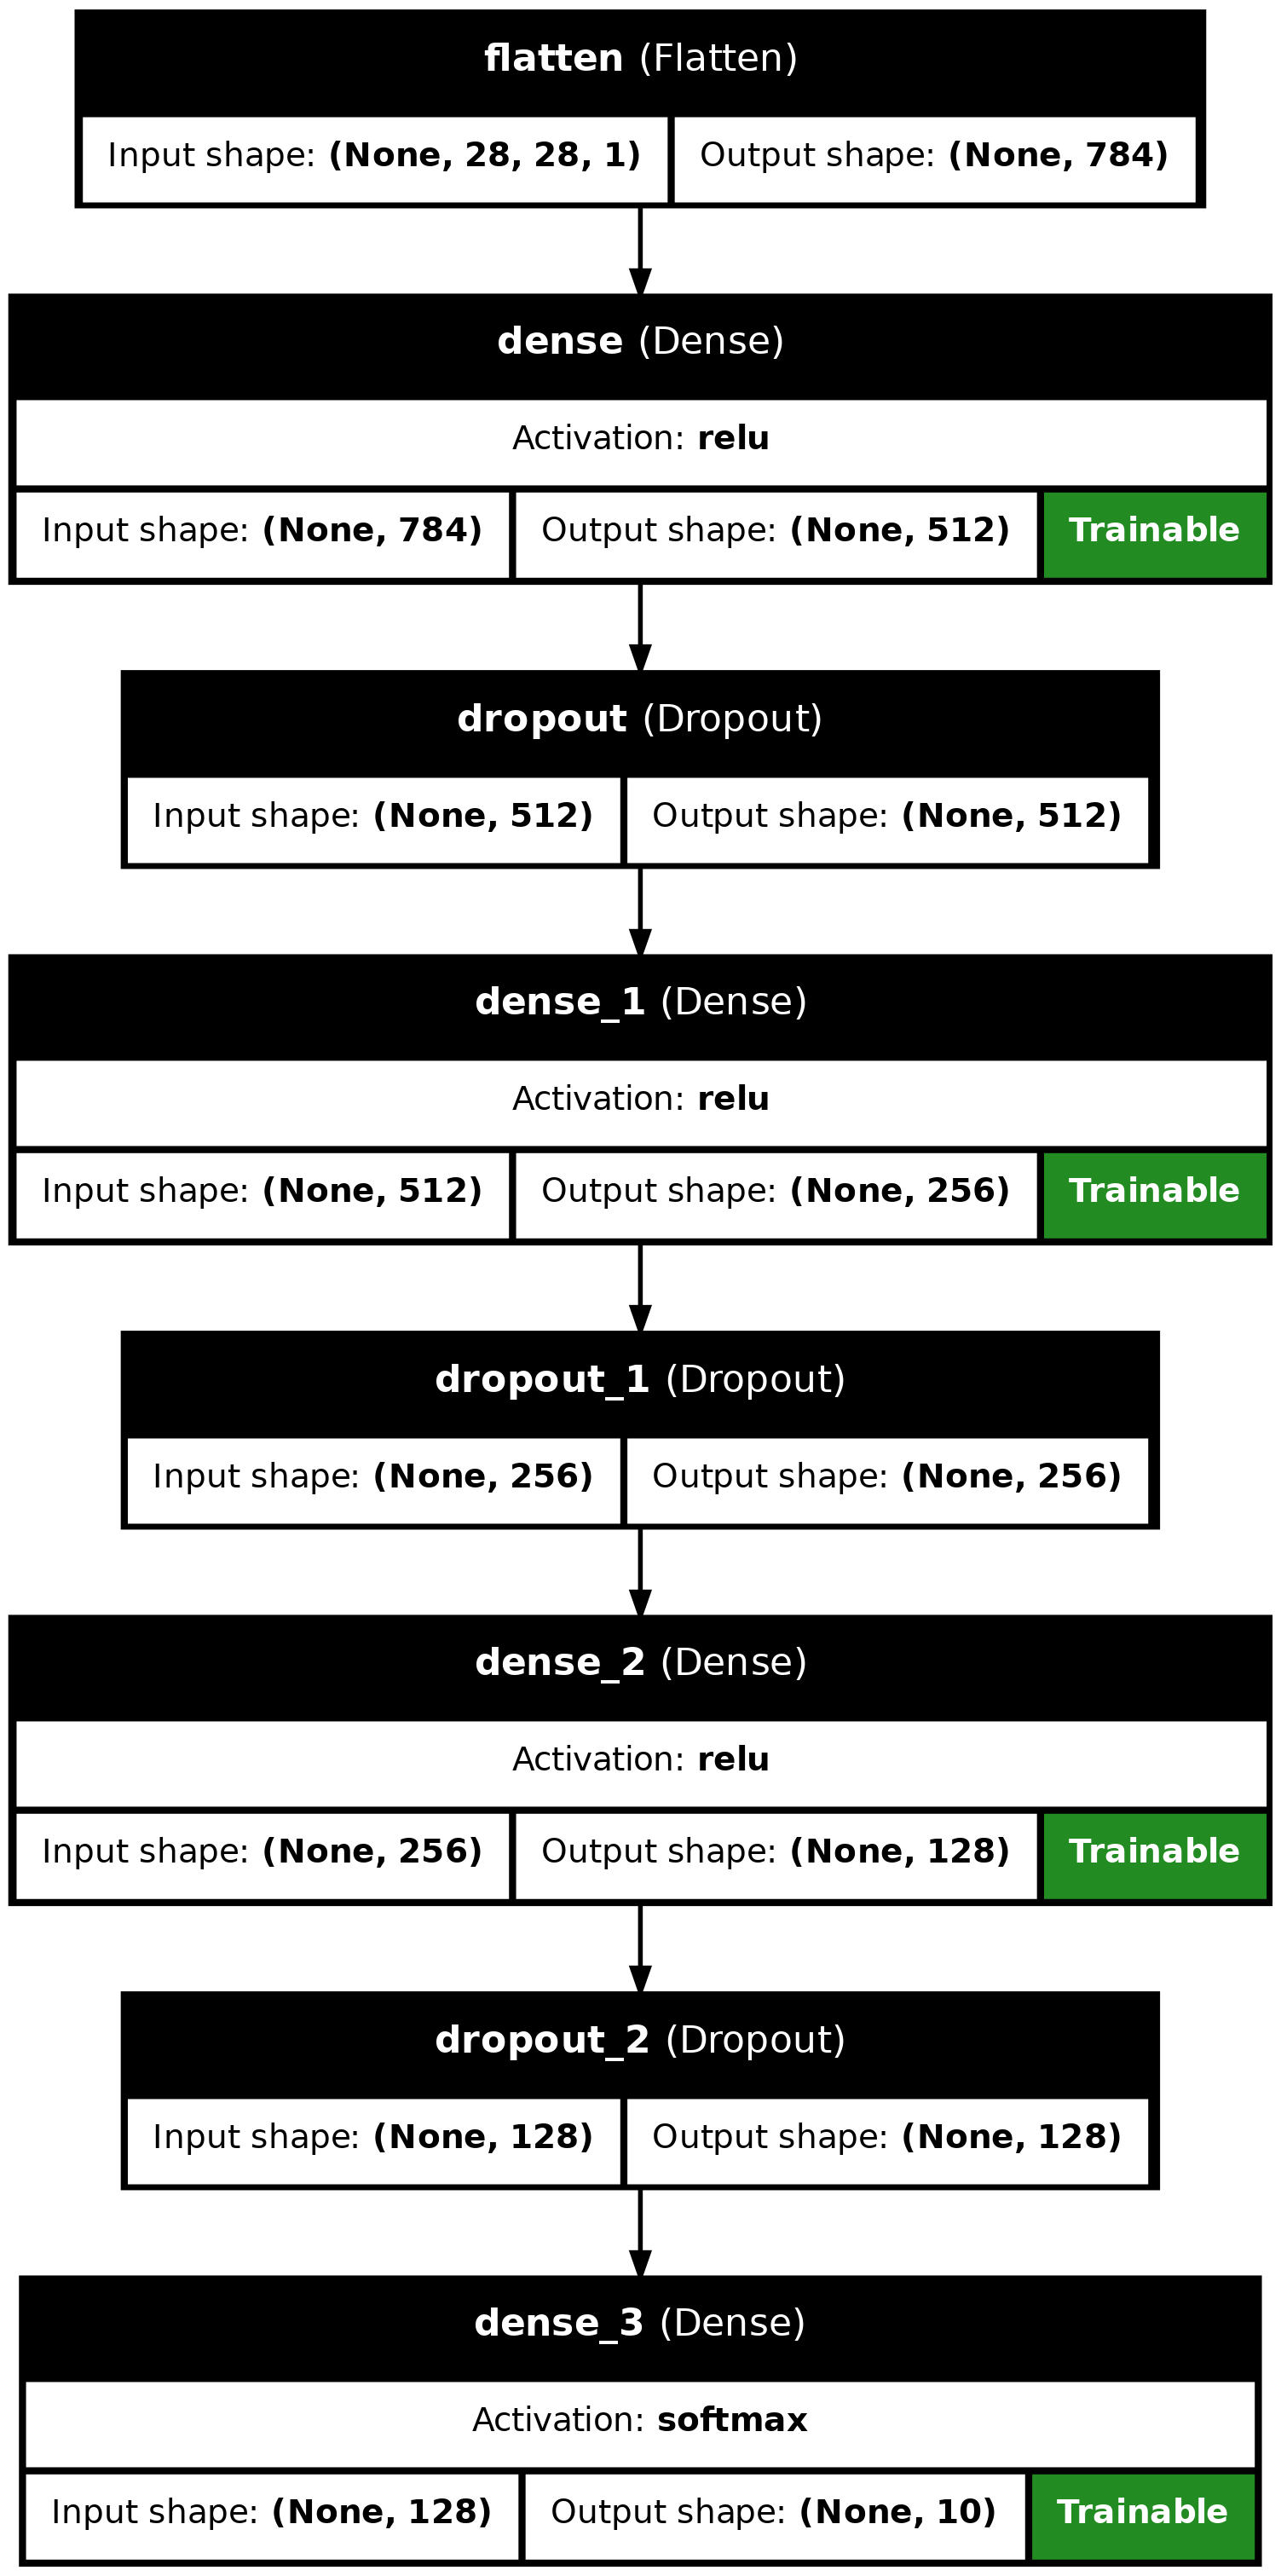 flatten (Flatten)
Input shape: (None, 28, 28, 1) Output shape: (None, 784)
dense (Dense)
Activation: relu
Input shape: (None, 784) Output shape: (None, 512) Trainable
dropout (Dropout)
Input shape: (None, 512) Output shape: (None, 512)
dense_1 (Dense)
Activation: relu
Input shape: (None, 512) Output shape: (None, 256) Trainable
dropout_1 (Dropout)
Input shape: (None, 256) Output shape: (None, 256)
dense_2 (Dense)
Activation: relu
Input shape: (None, 256) Output shape: (None, 128) Trainable
dropout_2 (Dropout)
Input shape: (None, 128) Output shape: (None, 128)
dense_3 (Dense)
Activation: softmax
Input shape: (None, 128) Output shape: (None, 10) Trainable